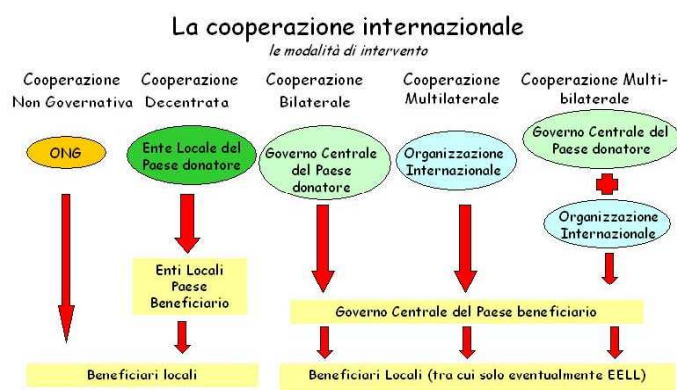 La cooperazione internazionale
le modalità di intervento
Cooperazione
Non Governativa
Cooperazione
Decentrata
Cooperazione
Bilaterale
Cooperazione
Multilaterale
Cooperazione Multi-
bilaterale
ONG
Ente Locale del
Paese donatore
Governo Centrale
del Paese
donatore
Organizzazione
Internazionale
Governo Centrale del
Paese donatore
Organizzazione
Internazionale
Enti Locali
Paese
Beneficiario
Governo Centrale del Paese beneficiario
Beneficiari locali
Beneficiari Locali (tra cui solo eventualmente EELL)